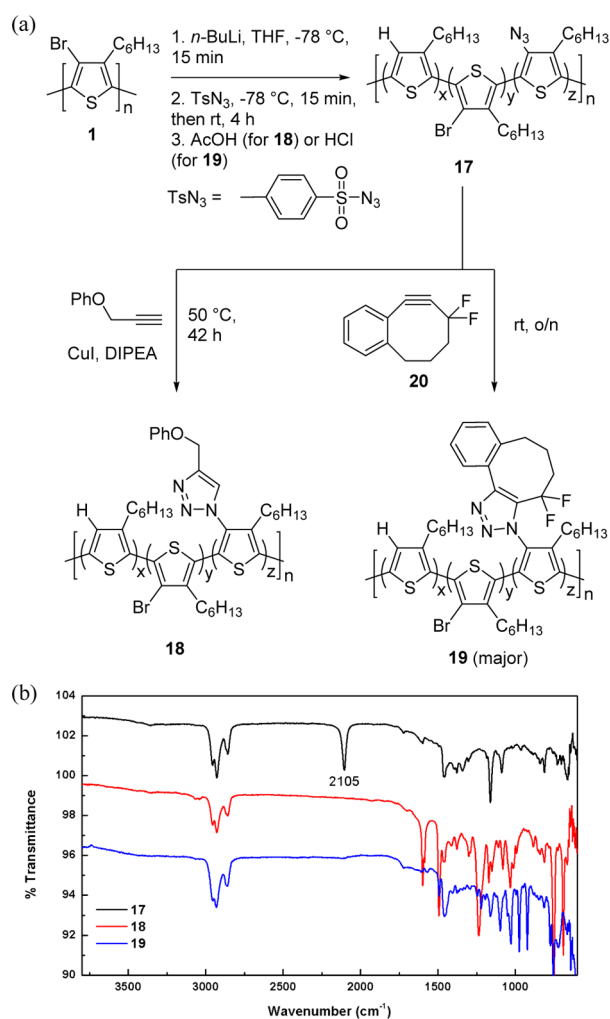 (a)
Br
C6H13
S
n
1
1. n-BuLi, THF, -78 °C,
15 min
2. TsN3, -78 °C, 15 min,
then rt, 4 h
3. AcOH (for 18) or HCl
(for 19)
TsN3 =
O
S
O
N3
H
C6H13
S
x
S
Br
C6H13
y
N3
C6H13
S
z
n
17
PhO
CuI, DIPEA
50 °C,
42 h
F
F
20
rt, o/n
PhO
N
N
N
H
C6H13
S
x
S
Br
C6H13
y
C6H13
S
z
n
18
F
F
N
N
N
H
C6H13
S
x
S
Br
C6H13
y
C6H13
S
z
n
19 (major)
(b)
% Transmittance
104
102
100
98
96
94
92
90
2105
17
18
19
3500
3000
2500
2000
1500
1000
Wavenumber (cm-1)